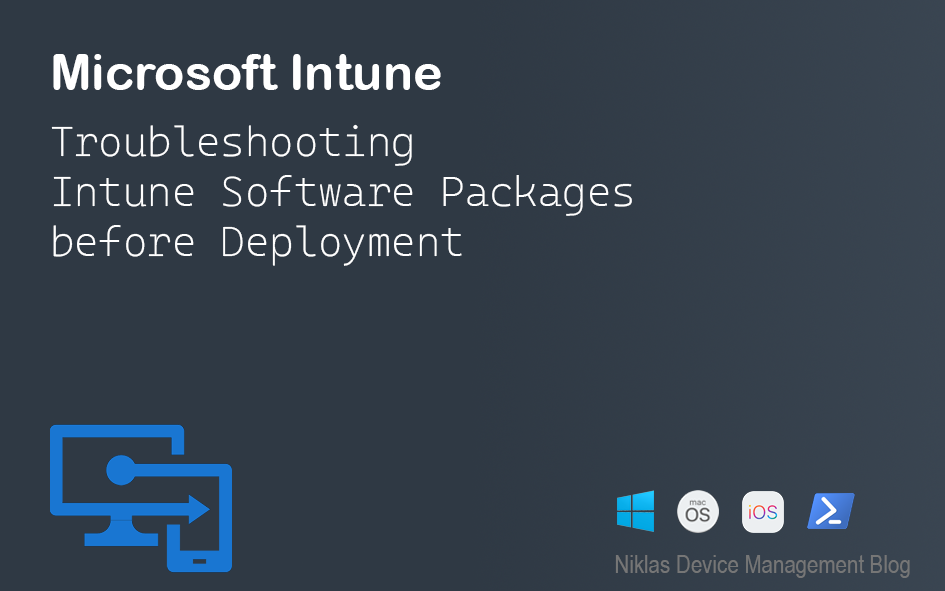 Microsoft Intune
Troubleshooting
Intune Software Packages
before Deployment
mac
OS
iOS
Niklas Device Management Blog